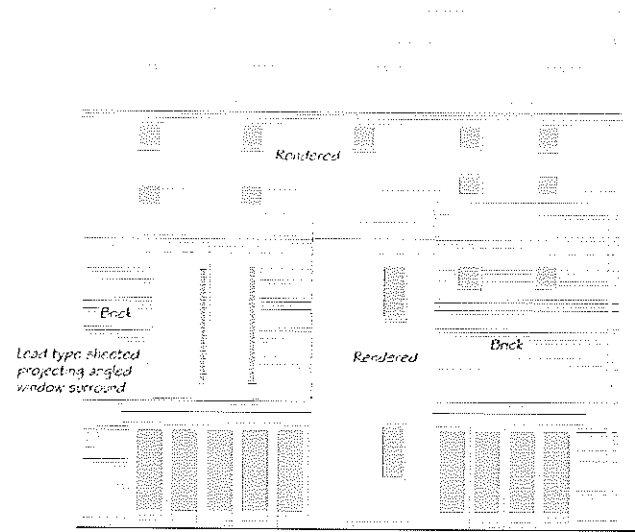 Rendered
Brick
Rendered
Brick
Lead type sheeted
projecting angled
window surround